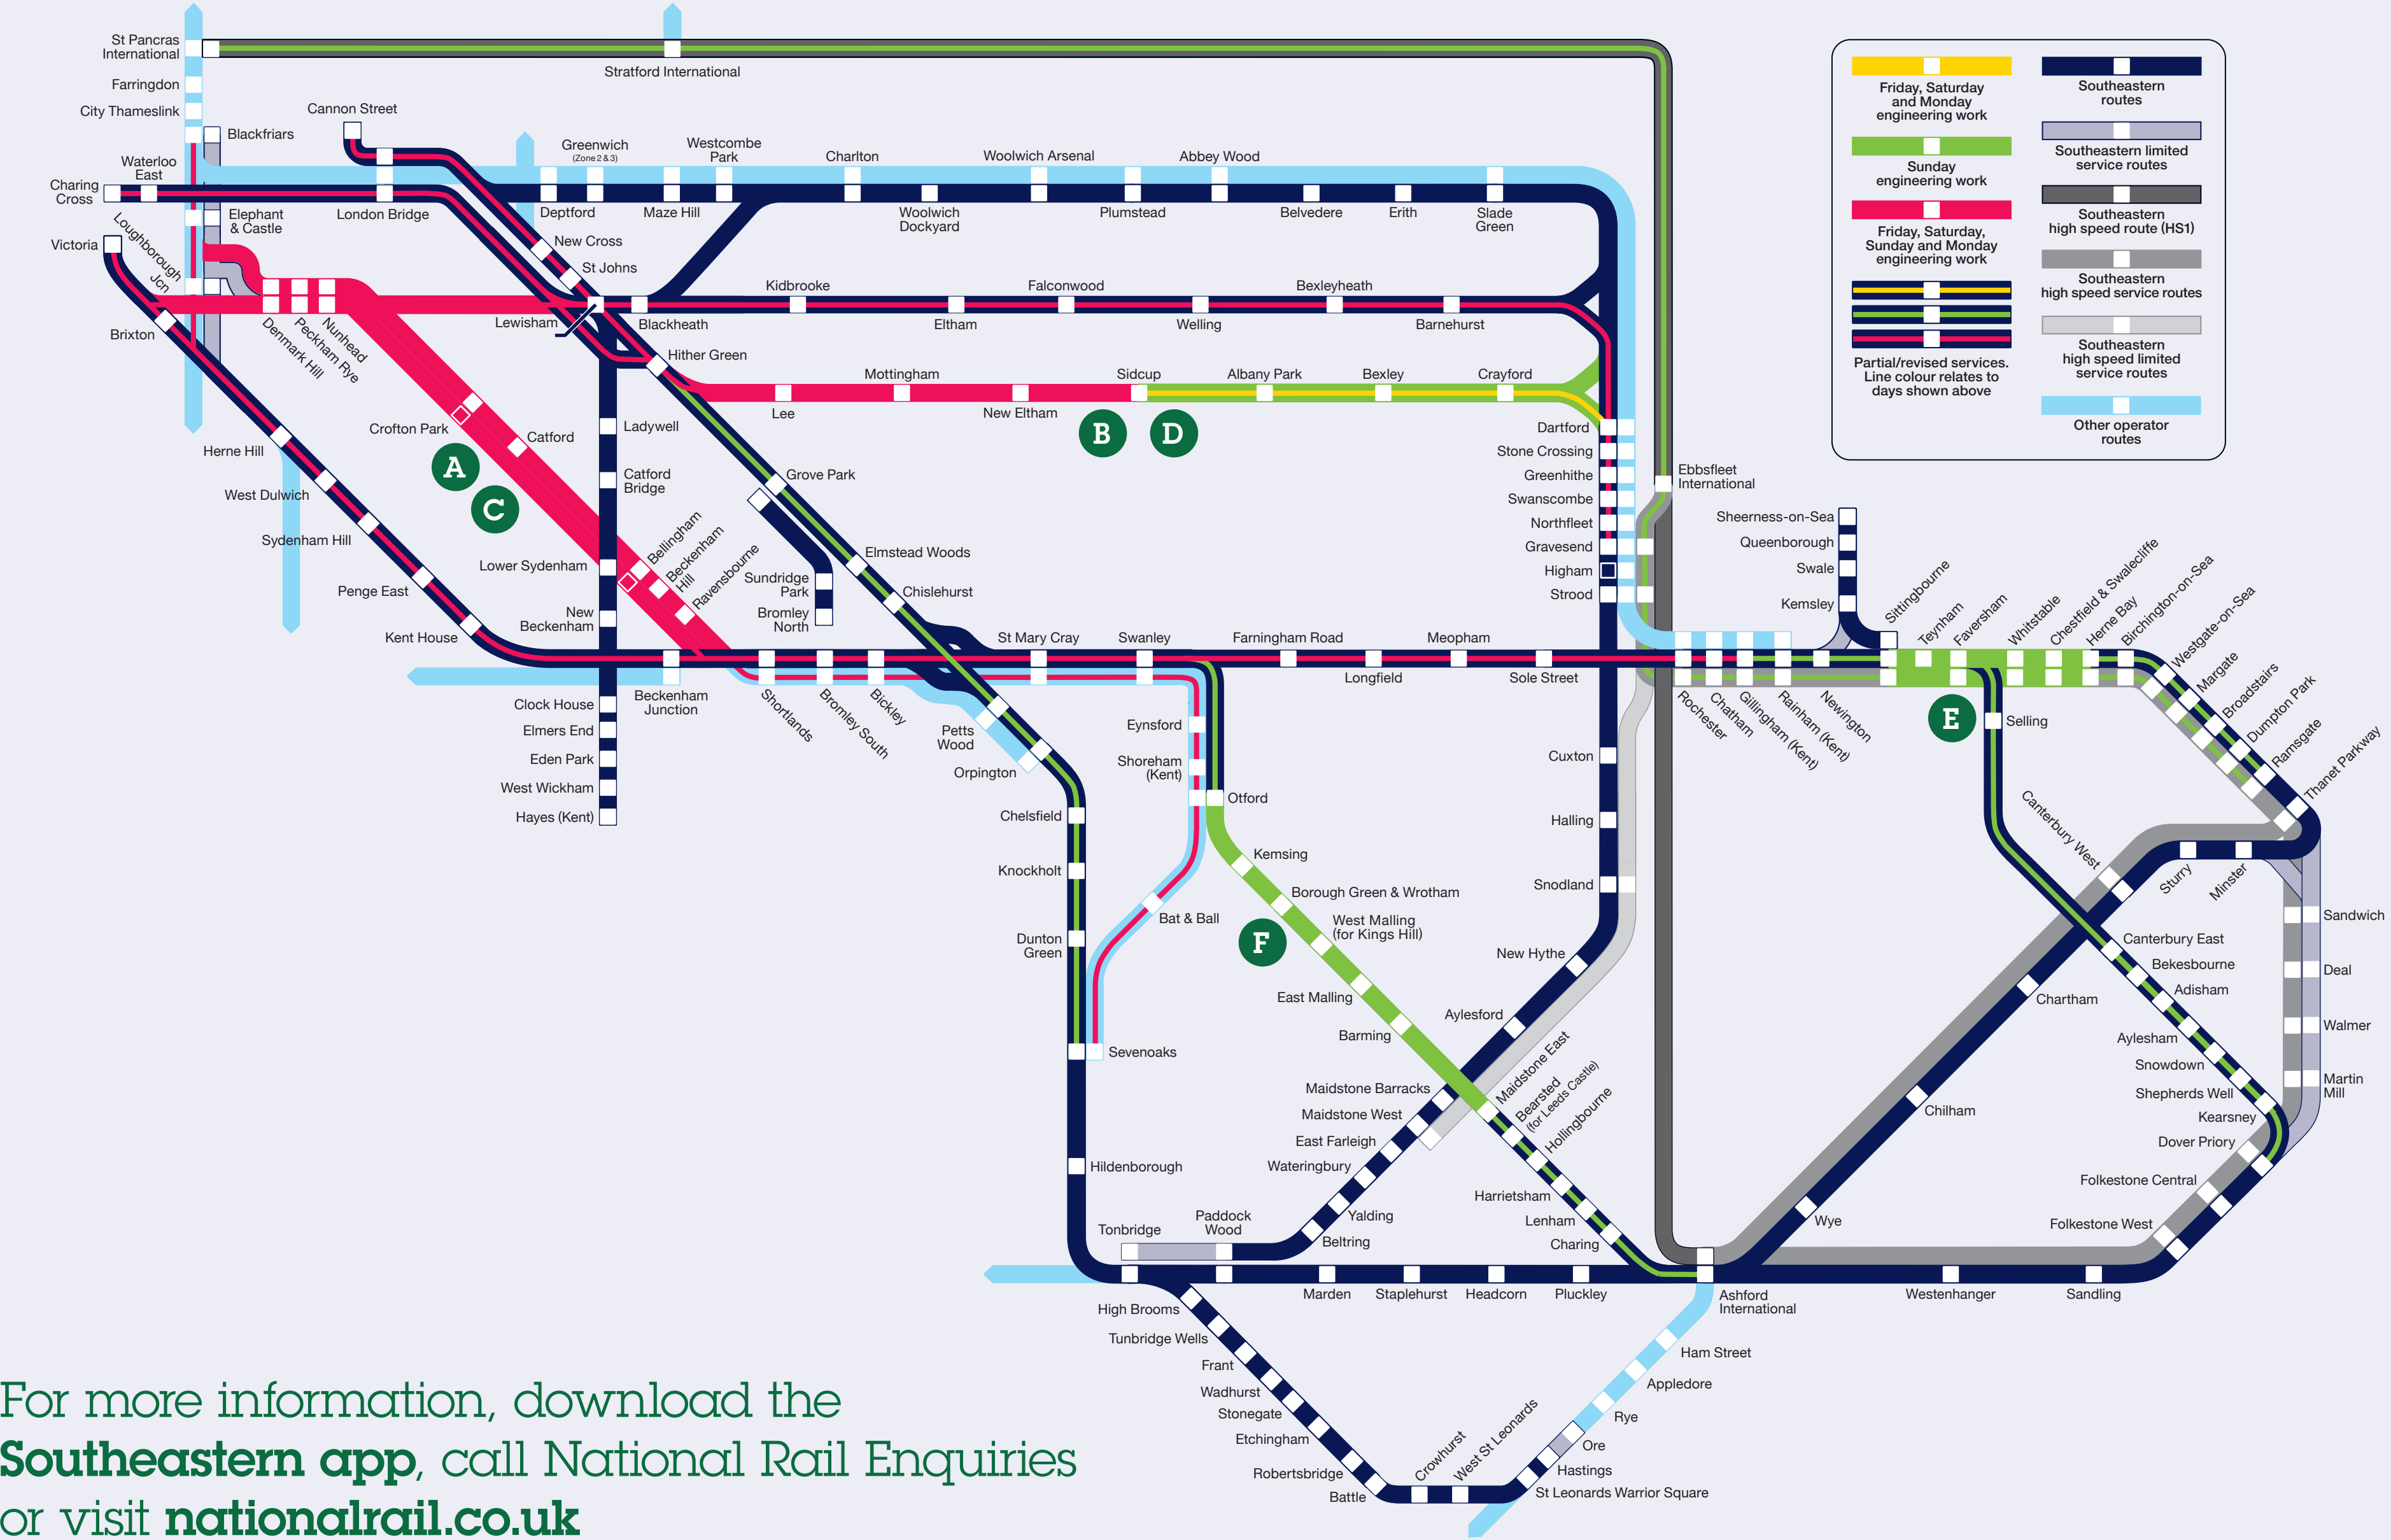 St Pancras
International
Stratford International
Farringdon
City Thameslink
Blackfriars
Cannon Street
Waterloo
East
Charing
Cross
London Bridge
Elephant
& Castle
Loughborough
Jcn
Victoria
Brixton
Denmark Hill
Peckham Rye
Nunhead
Greenwich
(Zone 2 & 3)
Deptford
Maze Hill
Westcombe
Park
Charlton
Woolwich
Dockyard
Woolwich Arsenal
Plumstead
Abbey Wood
Belvedere
Erith
Slade
Green
New Cross
St Johns
Lewisham
Blackheath
Kidbrooke
Eltham
Falconwood
Welling
Bexleyheath
Barnehurst
Hither Green
Lee
Mottingham
New Eltham
Sidcup
Albany Park
Bexley
Crayford
B
D
Dartford
Stone Crossing
Greenhithe
Swanscombe
Northfleet
Gravesend
Higham
Strood
Ebbsfleet
International
Crofton Park
Catford
A
C
Bellingham
Beckenham
Hill
Ravensbourne
Ladywell
Catford
Bridge
Lower Sydenham
New
Beckenham
Clock House
Elmers End
Eden Park
West Wickham
Hayes (Kent)
Herne Hill
West Dulwich
Sydenham Hill
Penge East
Kent House
Beckenham
Junction
Shortlands
Bromley South
Bickley
Grove Park
Sundridge
Park
Bromley
North
Elmstead Woods
Chislehurst
Petts
Wood
Orpington
St Mary Cray
Swanley
Farningham Road
Longfield
Meopham
Sole Street
Rochester
Chatham
Gillingham (Kent)
Rainham (Kent)
Newington
Sheerness-on-Sea
Queenborough
Swale
Kemsley
Sittingbourne
Teynham
Faversham
Whitstable
Chestfield & Swalecliffe
Herne Bay
Birchington-on-Sea
Westgate-on-Sea
Margate
Broadstairs
Dumpton Park
Ramsgate
Thanet Parkway
E
Selling
Eynsford
Shoreham
(Kent)
Otford
Bat & Ball
Chelsfield
Knockholt
Dunton
Green
Sevenoaks
Hildenborough
Kemsing
Borough Green & Wrotham
West Malling
(for Kings Hill)
F
East Malling
Barming
Maidstone East
Bearsted
(for Leeds Castle)
Hollingbourne
Harrietsham
Lenham
Charing
Cuxton
Halling
Snodland
New Hythe
Aylesford
Maidstone Barracks
Maidstone West
East Farleigh
Wateringbury
Yalding
Beltring
Tonbridge
Paddock
Wood
Marden
Staplehurst
Headcorn
Pluckley
Ashford
International
Westenhanger
Sandling
Canterbury West
Sturry
Minster
Sandwich
Deal
Walmer
Martin
Mill
Canterbury East
Bekesbourne
Adisham
Aylesham
Snowdown
Shepherds Well
Kearsney
Dover Priory
Folkestone Central
Folkestone West
Chartham
Chilham
Wye
High Brooms
Tunbridge Wells
Frant
Wadhurst
Stonegate
Etchingham
Robertsbridge
Battle
Crowhurst
West St Leonards
St Leonards Warrior Square
Hastings
Ore
Rye
Appledore
Ham Street
Friday, Saturday
and Monday
engineering work
Sunday
engineering work
Friday, Saturday,
Sunday and Monday
engineering work
Partial/revised services.
Line colour relates to
days shown above
Southeastern
routes
Southeastern limited
service routes
Southeastern
high speed route (HS1)
Southeastern
high speed service routes
Southeastern
high speed limited
service routes
Other operator
routes
For more information, download the
Southeastern app, call National Rail Enquiries
or visit nationalrail.co.uk